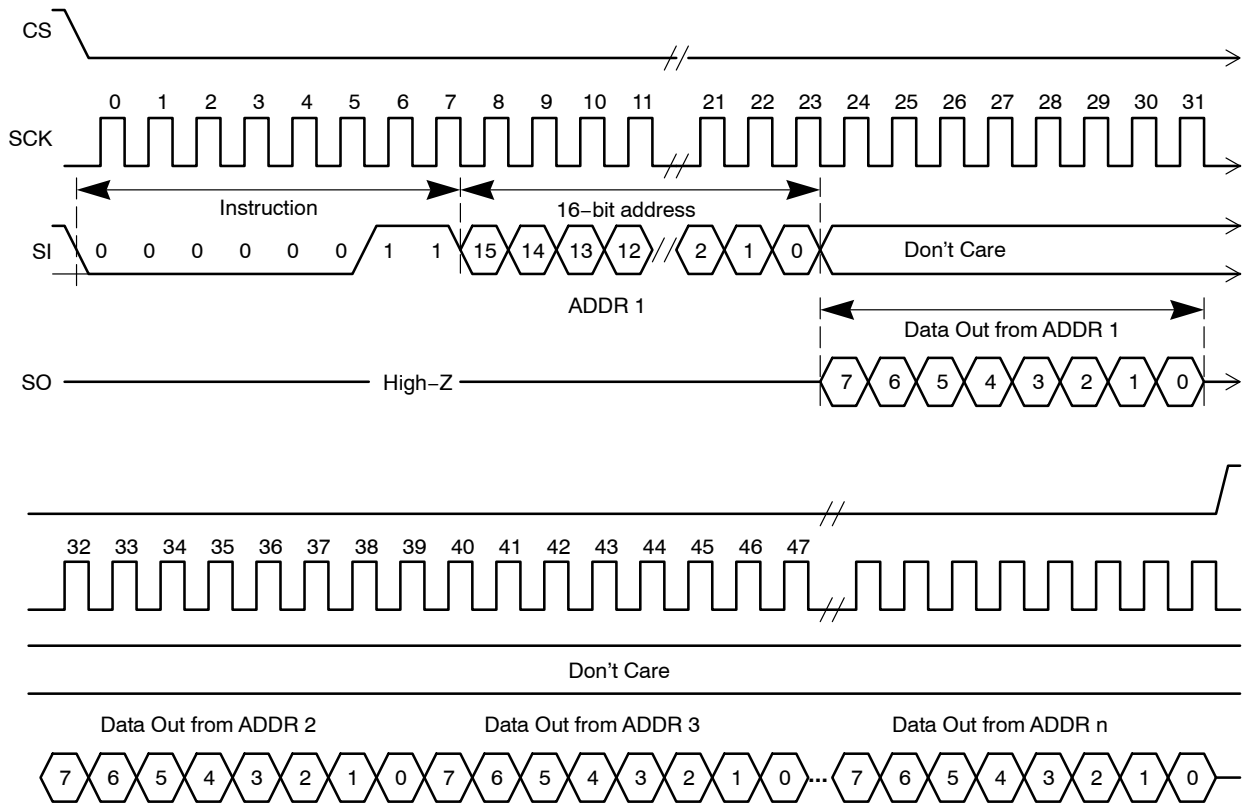 CS
0 1 2 3 4 5 6 7 8 9 10 11 21 22 23 24 25 26 27 28 29 30 31
SCK
Instruction 16−bit address
SI 0 0 0 0 0 0 1 1 15 14 13 12 2 1 0 Don't Care
ADDR 1
Data Out from ADDR 1
SO High−Z 7 6 5 4 3 2 1 0
32 33 34 35 36 37 38 39 40 41 42 43 44 45 46 47
Don't Care
Data Out from ADDR 2 Data Out from ADDR 3 Data Out from ADDR n
7 6 5 4 3 2 1 0 7 6 5 4 3 2 1 0 ... 7 6 5 4 3 2 1 0